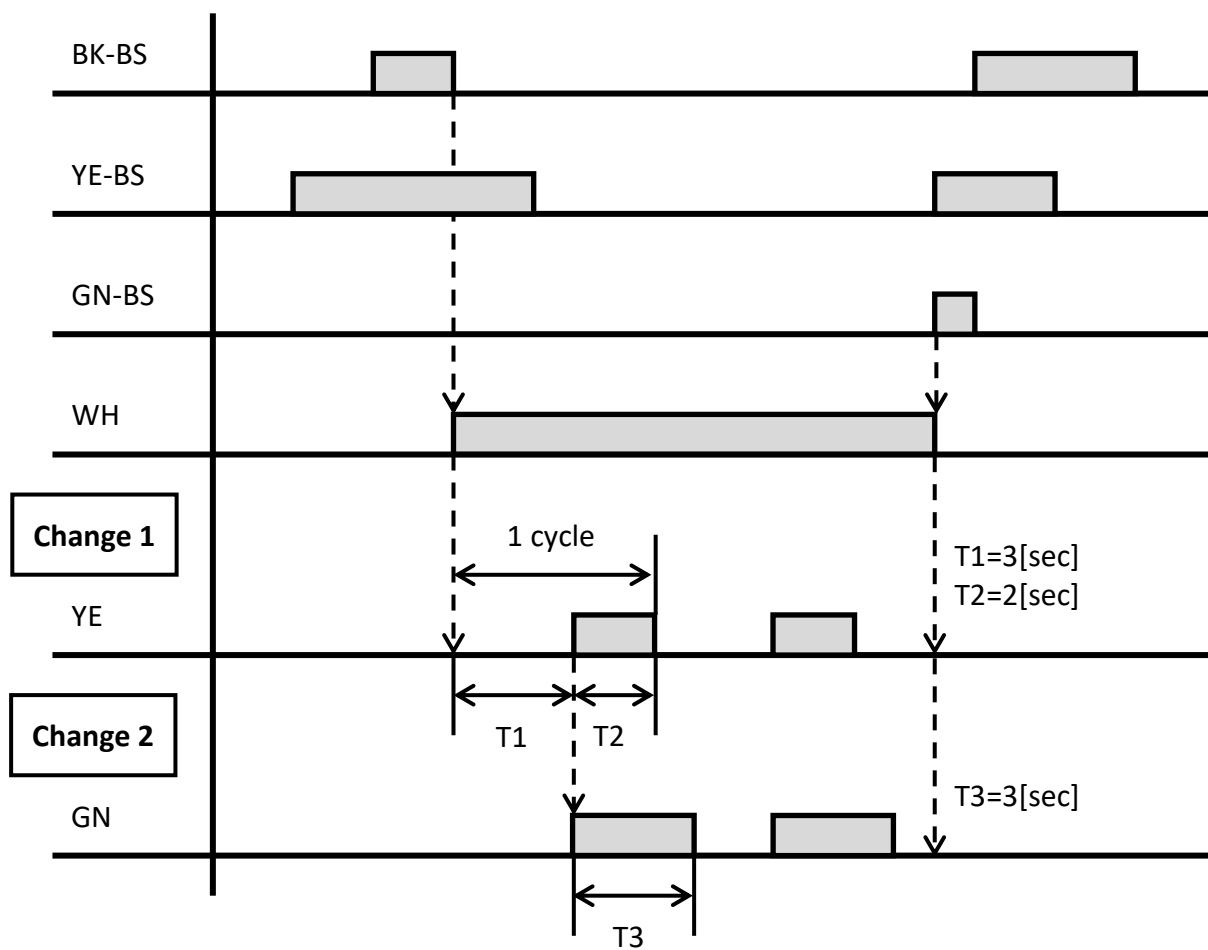 BK-BS
YE-BS
GN-BS
WH
Change 1
1 cycle
T1=3[sec]
T2=2[sec]
YE
T1
T2
Change 2
T3=3[sec]
GN
T3